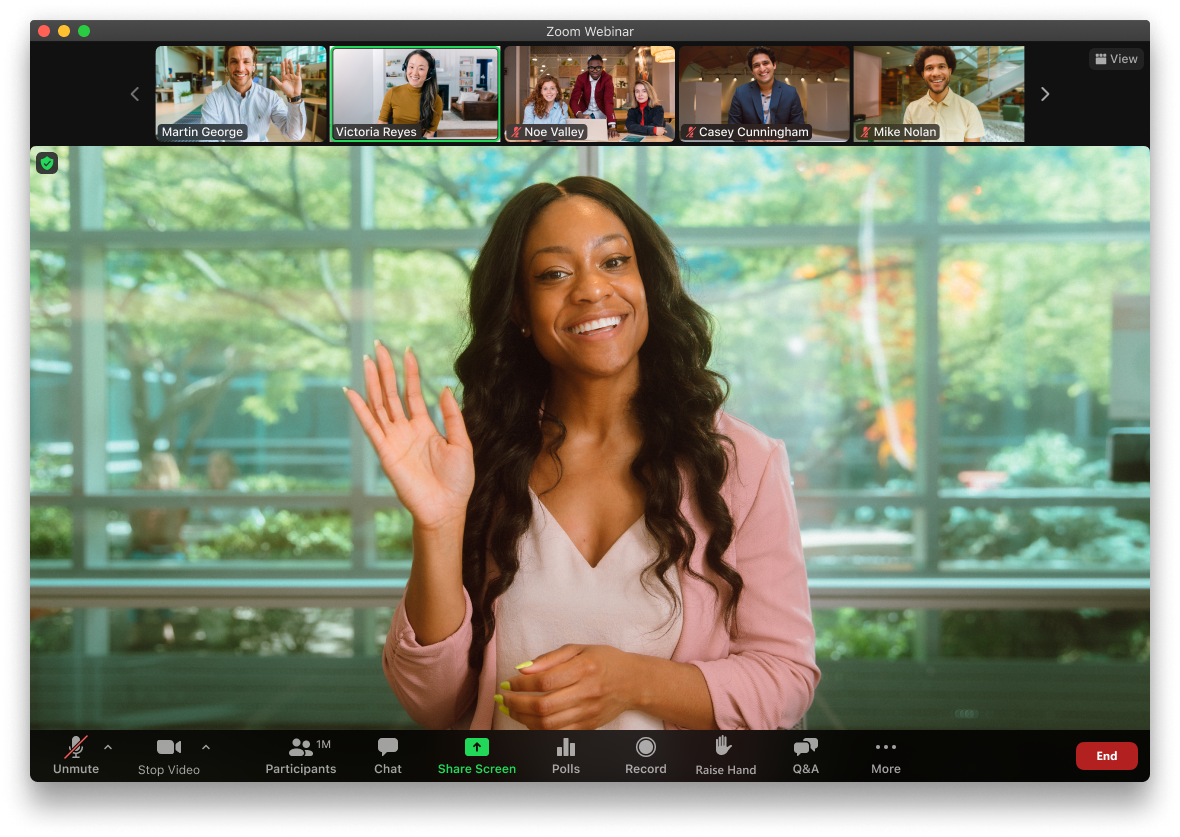 Zoom Webinar
View
Martin George
Victoria Reyes
Noe Valley
Casey Cunningham
Mike Nolan
Unmute
Stop Video
1M
Participants
Chat
Share Screen
Polls
Record
Raise Hand
Q&A
More
End